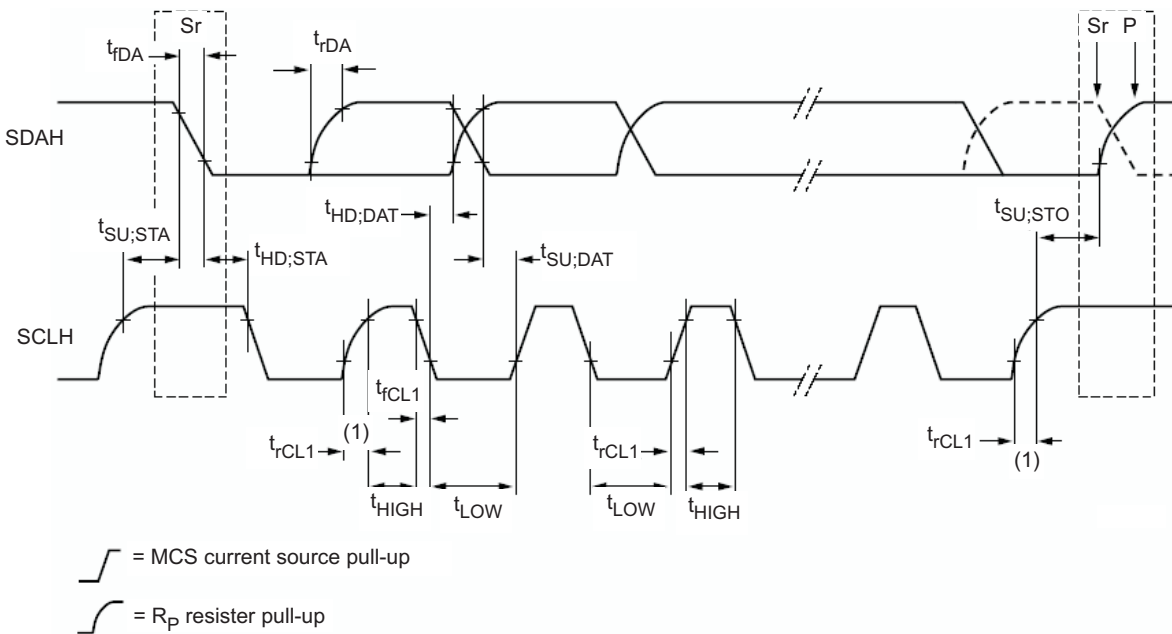 Sr
Sr P
tfDA
trDA
SDAH
tHD;DAT
tSU;STA
tSU;STO
tHD;STA
tSU;DAT
SCLH
tfCL1
(1)
trCL1
trCL1
trCL1
(1)
tHIGH
tLOW
tLOW
tHIGH
= MCS current source pull-up
= RP resister pull-up